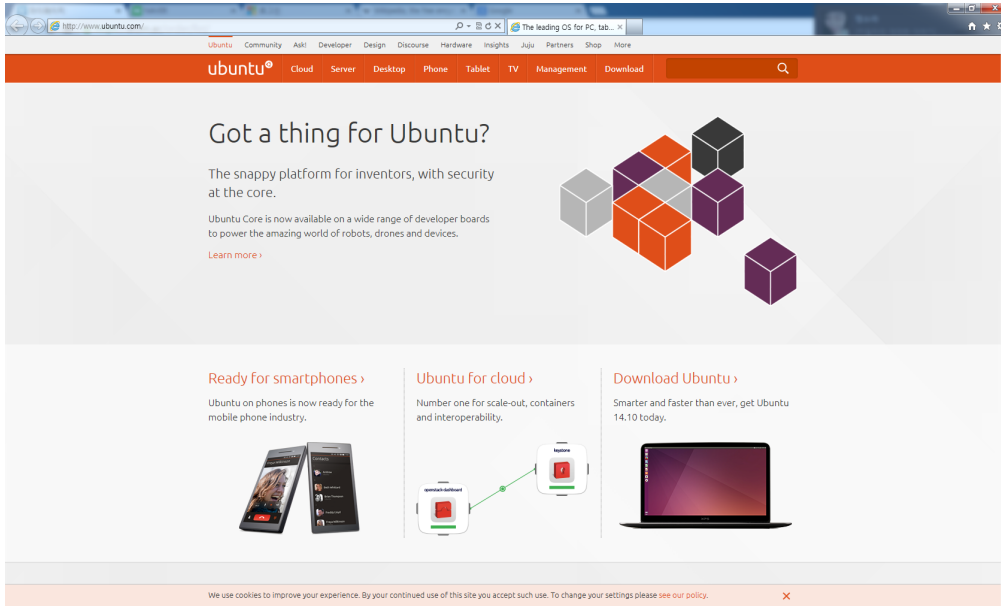 http://www.ubuntu.com/
The leading OS for PC, tab...
Ubuntu Community Ask! Developer Design Discourse Hardware Insights Juju Partners Shop More
ubuntu Cloud Server Desktop Phone Tablet TV Management Download
Got a thing for Ubuntu?
The snappy platform for inventors, with security
at the core.
Ubuntu Core is now available on a wide range of developer boards
to power the amazing world of robots, drones and devices.
Learn more ›
Ready for smartphones ›
Ubuntu on phones is now ready for the
mobile phone industry.
Contacts
Ubuntu for cloud ›
Number one for scale-out, containers
and interoperability.
keystone
openstack-dashboard
Download Ubuntu ›
Smarter and faster than ever, get Ubuntu
14.10 today.
We use cookies to improve your experience. By your continued use of this site you accept such use. To change your settings please see our policy.